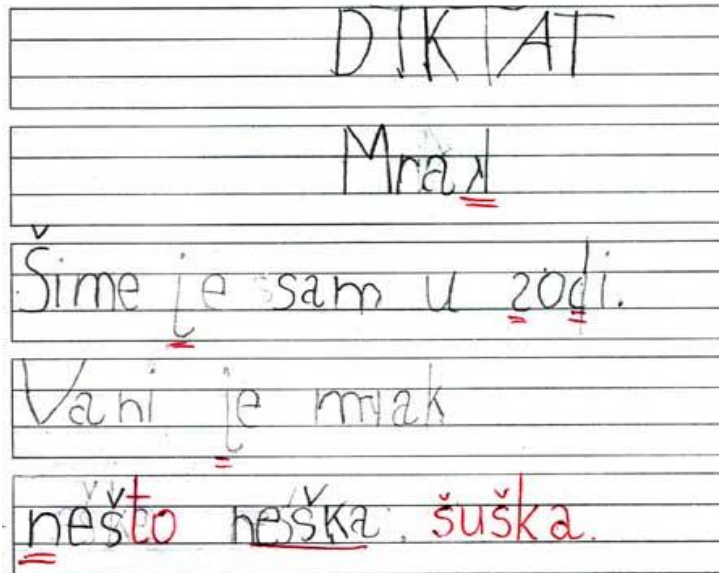 DIKTAT
Mrak
Šime je sam u zodi.
Vani je mrak
nešto neška. šuška.